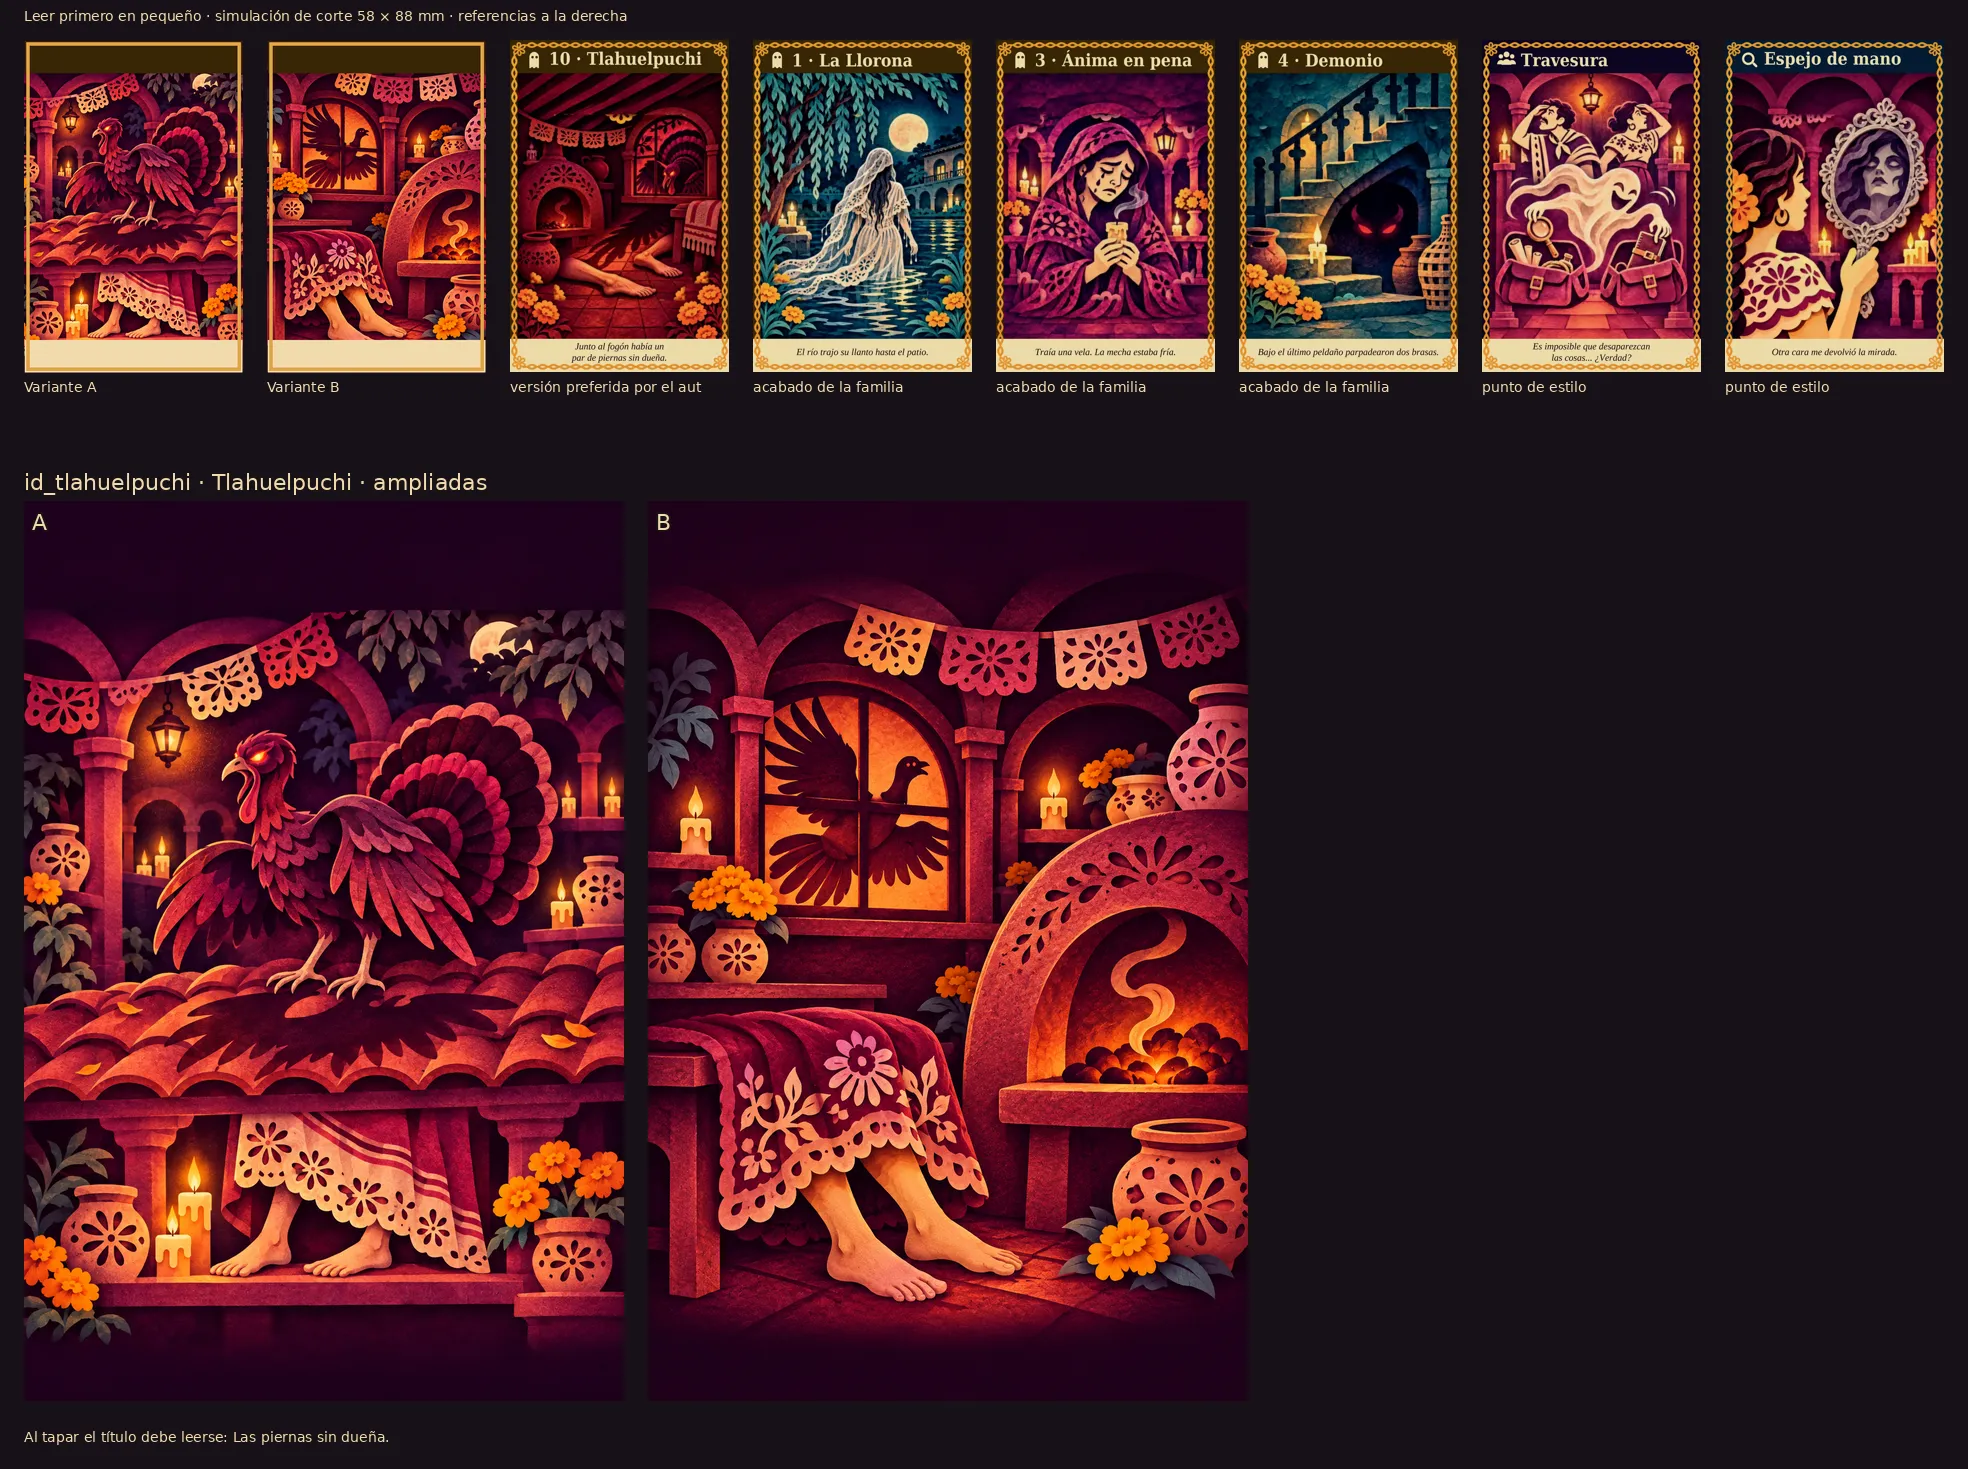 Leer primero en pequeño · simulación de corte 58 × 88 mm · referencias a la derecha
10 · Tlahuelpuchi
1 · La Llorona
3 · Ánima en pena
4 · Demonio
Travesura
Espejo de mano
Junto al fogón había un
par de piernas sin dueña.
El río trajo su llanto hasta el patio.
Traía una vela. La mecha estaba fría.
Bajo el último peldaño parpadearon dos brasas.
Es imposible que desaparezcan
las cosas... ¿Verdad?
Otra cara me devolvió la mirada.
Variante A
Variante B
versión preferida por el aut
acabado de la familia
acabado de la familia
acabado de la familia
punto de estilo
punto de estilo
id_tlahuelpuchi · Tlahuelpuchi · ampliadas
A
B
Al tapar el título debe leerse: Las piernas sin dueña.